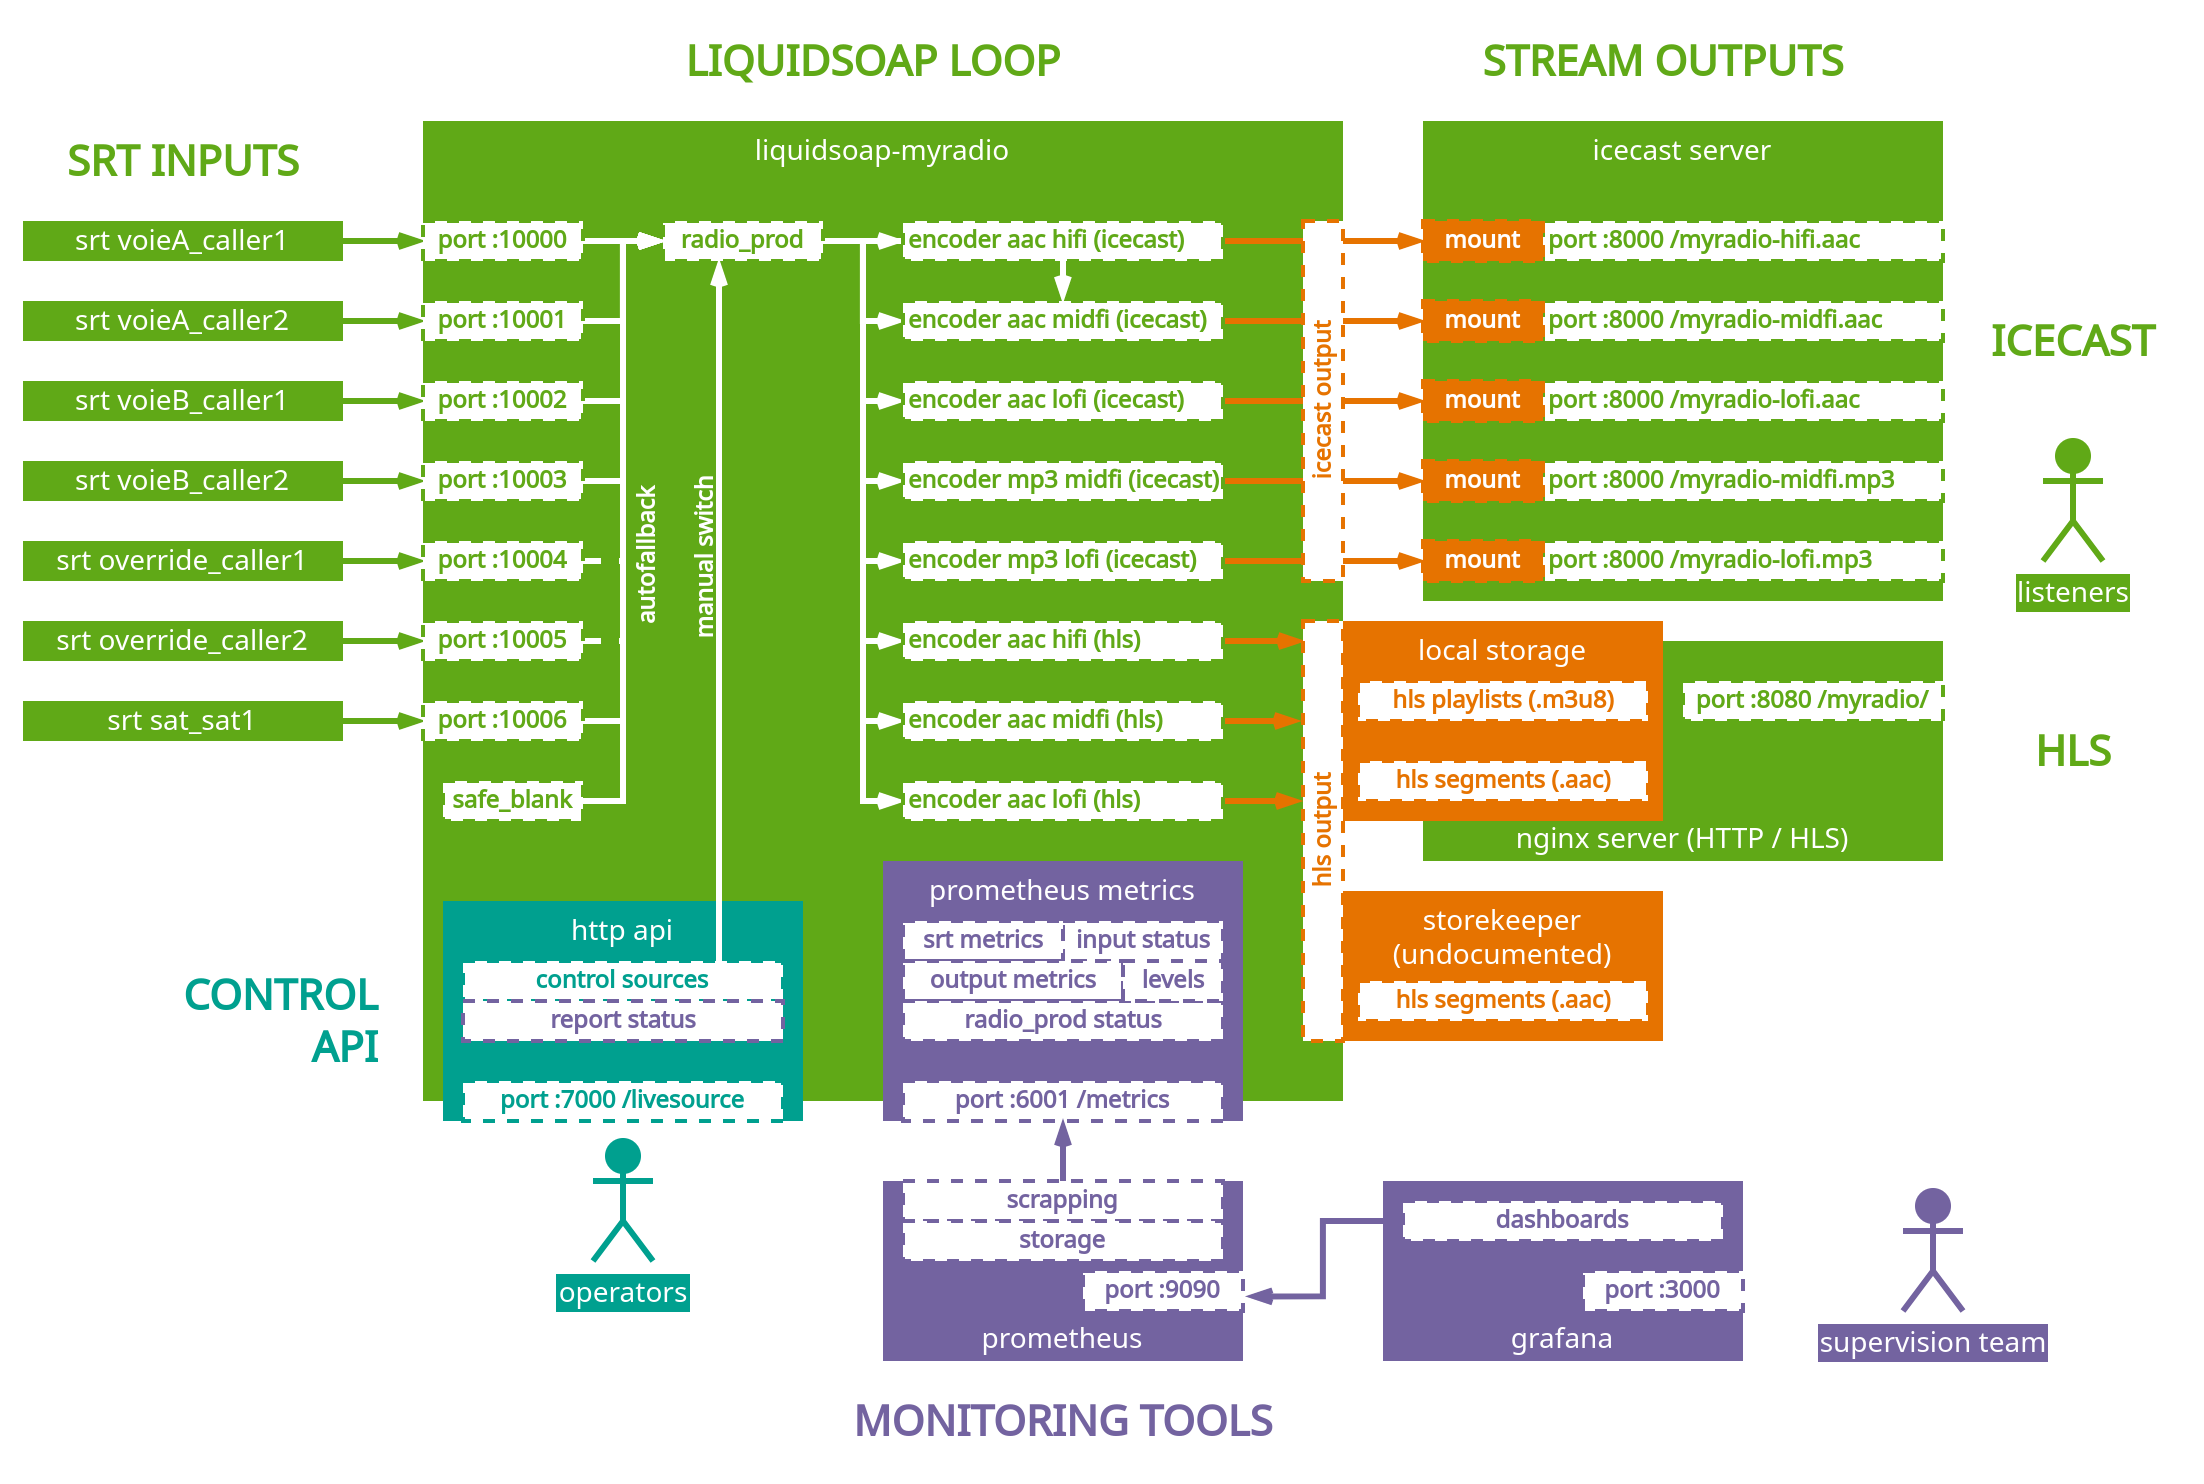 LIQUIDSOAP LOOP
STREAM OUTPUTS
SRT INPUTS
liquidsoap-myradio
icecast server
srt voieA_caller1
port :10000
radio_prod
encoder aac hifi (icecast)
mount
port :8000 /myradio-hifi.aac
srt voieA_caller2
port :10001
encoder aac midfi (icecast)
mount
port :8000 /myradio-midfi.aac
ICECAST
srt voieB_caller1
port :10002
encoder aac lofi (icecast)
icecast output
mount
port :8000 /myradio-lofi.aac
srt voieB_caller2
port :10003
encoder mp3 midfi (icecast)
mount
port :8000 /myradio-midfi.mp3
autofallback
manual switch
srt override_caller1
port :10004
encoder mp3 lofi (icecast)
mount
port :8000 /myradio-lofi.mp3
listeners
srt override_caller2
port :10005
encoder aac hifi (hls)
local storage
hls playlists (.m3u8)
port :8080 /myradio/
srt sat_sat1
port :10006
encoder aac midfi (hls)
HLS
hls segments (.aac)
safe_blank
encoder aac lofi (hls)
hls output
nginx server (HTTP / HLS)
prometheus metrics
storekeeper
(undocumented)
http api
srt metrics
input status
control sources
output metrics
levels
hls segments (.aac)
CONTROL
API
report status
radio_prod status
port :7000 /livesource
port :6001 /metrics
operators
scrapping
storage
port :9090
prometheus
dashboards
port :3000
grafana
supervision team
MONITORING TOOLS